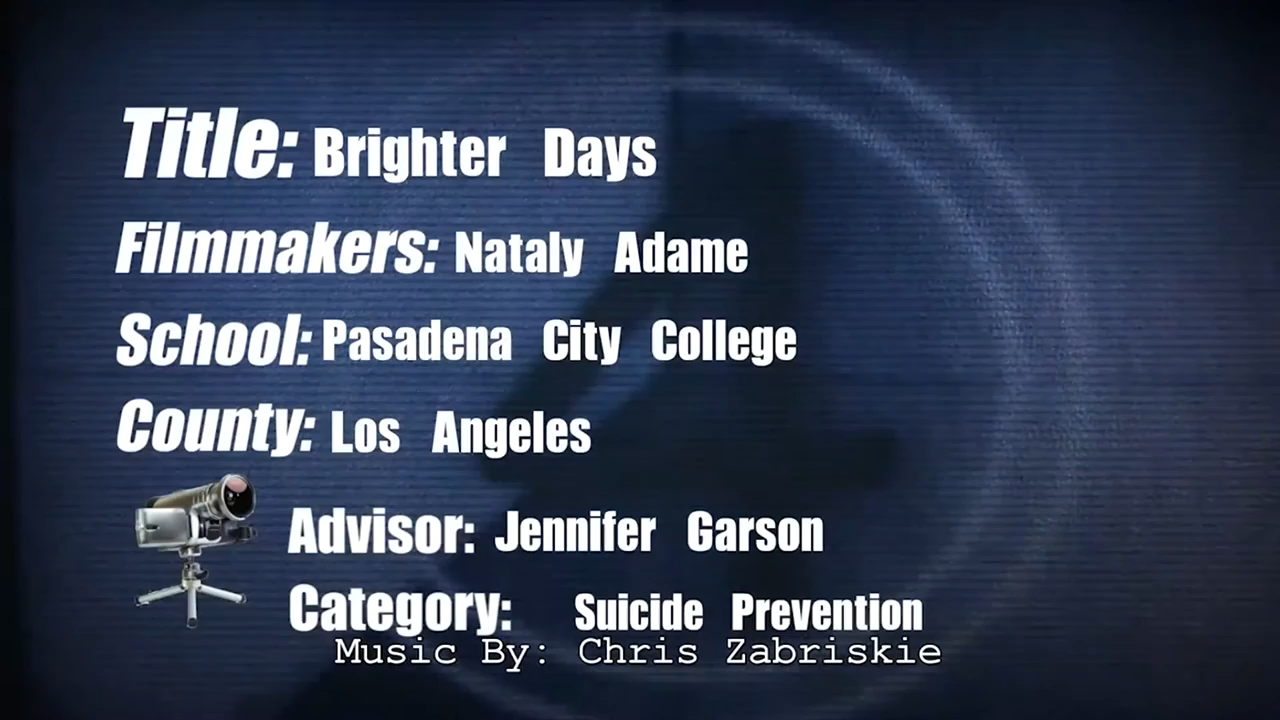 Title: Brighter Days
Filmmakers: Nataly Adame
School: Pasadena City College
County: Los Angeles
Advisor: Jennifer Garson
Category: Suicide Prevention
Music By: Chris Zabriskie